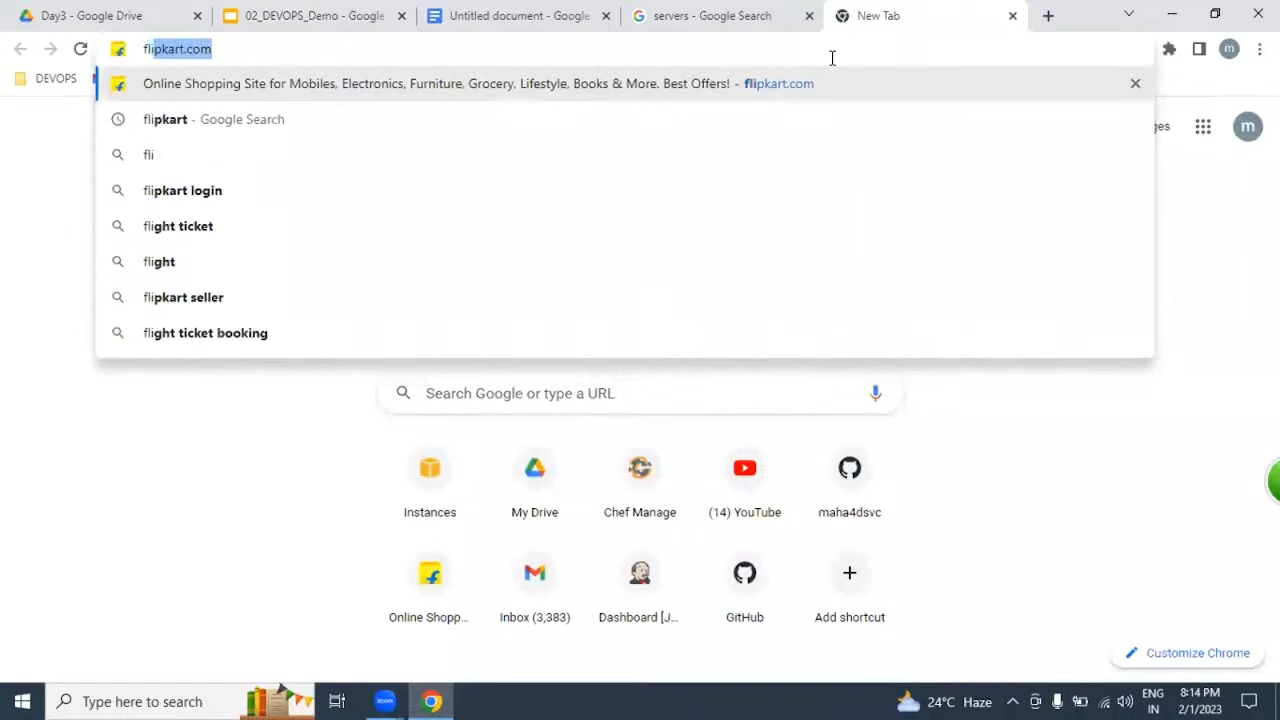 Day3 - Google Drive
02_DEVOPS_Demo - Google
Untitled document - Google
servers - Google Search
New Tab
flipkart.com
DEVOPS
Online Shopping Site for Mobiles, Electronics, Furniture, Grocery, Lifestyle, Books & More. Best Offers! - flipkart.com
flipkart - Google Search
fli
flipkart login
flight ticket
flight
flipkart seller
flight ticket booking
m
m
Search Google or type a URL
Instances
My Drive
Chef Manage
(14) YouTube
maha4dsvc
Online Shopp...
Inbox (3,383)
Dashboard [J...
GitHub
Add shortcut
Customize Chrome
Type here to search
zoom
24°C Haze
ENG
IN
8:14 PM
2/1/2023